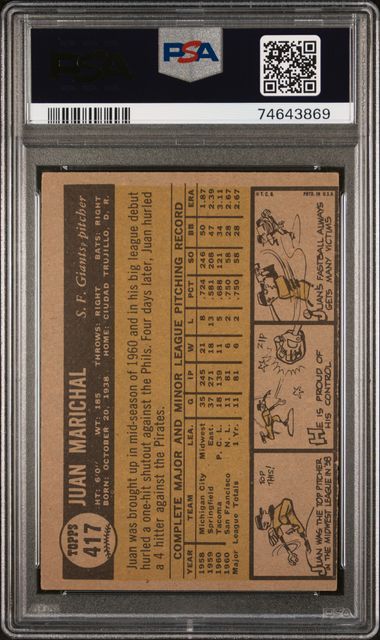 PSA
PSA
74643869
TOPPS
417
JUAN MARICHAL
S. F. Giants, pitcher
HT: 6'0" WT: 185 THROWS: RIGHT BATS: RIGHT
BORN: OCTOBER 20, 1938 HOME: CIUDAD TRUJILLO, D. R.
Juan was brought up in mid-season of 1960 and in his big league debut
hurled a one-hit shutout against the Phils. Four days later, Juan hurled
a 4 hitter against the Pirates.
COMPLETE MAJOR AND MINOR LEAGUE PITCHING RECORD
YEAR TEAM LEA. G IP W L PCT SO BB ERA
1958 Michigan City Midwest 35 245 21 8 .724 246 50 1.87
1959 Springfield East. 37 271 18 13 .581 208 47 2.39
1960 Tacoma P. C. L. 18 139 11 5 .688 121 34 3.11
1960 San Francisco N. L. 11 81 6 2 .750 58 28 2.67
Major League Totals 1 Yr. 11 81 6 2 .750 58 28 2.67
TOP THIS!
JUAN WAS THE TOP PITCHER
IN THE MIDWEST LEAGUE IN '58
ZIP
HE IS PROUD OF
HIS CONTROL.
© T. C. G. PRTD. IN U.S.A.
JUAN'S FASTBALL ALWAYS
GETS MANY VICTIMS